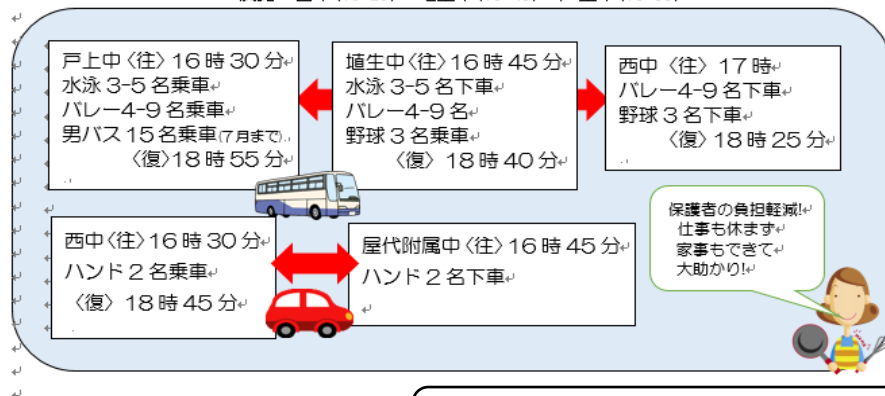 戸上中〈往〉16時30分
水泳3-5名乗車
バレー4-9名乗車
男バス15名乗車(7月まで)
〈復〉18時55分
埴生中〈往〉16時45分
水泳3-5名下車
バレー4-9名
野球3名乗車
〈復〉18時40分
西中〈往〉17時
バレー4-9名下車
野球3名下車
〈復〉18時25分
西中〈往〉16時30分
ハンド2名乗車
〈復〉18時45分
屋代附属中〈往〉16時45分
ハンド2名下車
保護者の負担軽減!
仕事も休まず
家事もできて
大助かり!